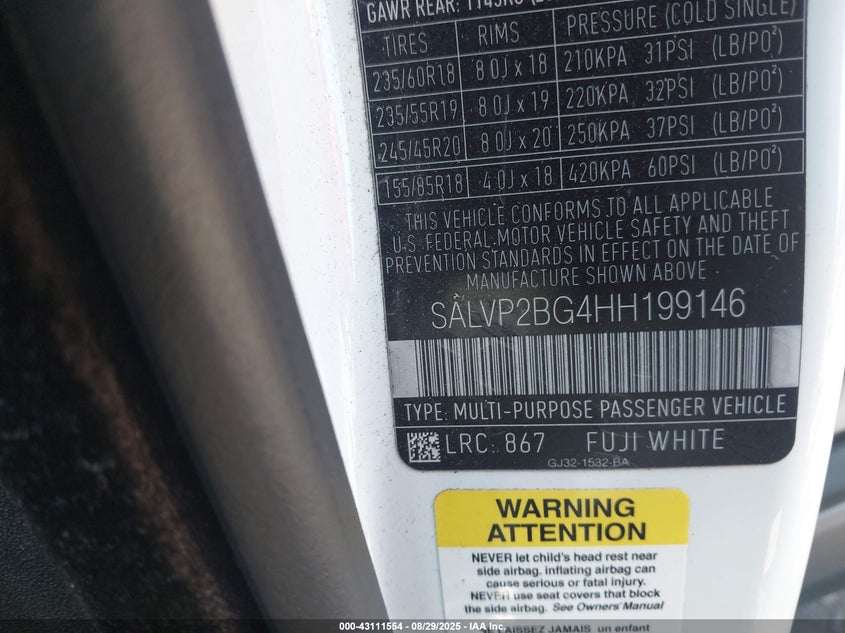 GAWR REAR:
TIRES RIMS PRESSURE (COLD SINGLE)
235/60R18 8.0J x 18 210KPA 31PSI (LB/PO²)
235/55R19 8.0J x 19 220KPA 32PSI (LB/PO²)
245/45R20 8.0J x 20 250KPA 37PSI (LB/PO²)
155/85R18 4.0J x 18 420KPA 60PSI (LB/PO²)
THIS VEHICLE CONFORMS TO ALL APPLICABLE
U.S. FEDERAL MOTOR VEHICLE SAFETY AND THEFT
PREVENTION STANDARDS IN EFFECT ON THE DATE OF
MANUFACTURE SHOWN ABOVE
SALVP2BG4HH199146
TYPE: MULTI-PURPOSE PASSENGER VEHICLE
LRC: 867 FUJI WHITE
GJ32-1532-BA
WARNING
ATTENTION
NEVER let child's head rest near
side airbag. inflating airbag can
cause serious or fatal injury.
NEVER use seat covers that block
the side airbag. See Owners' Manual
NE LAISSEZ JAMAIS un enfant
000-43111554 | 08/29/2025 | IAA, Inc.